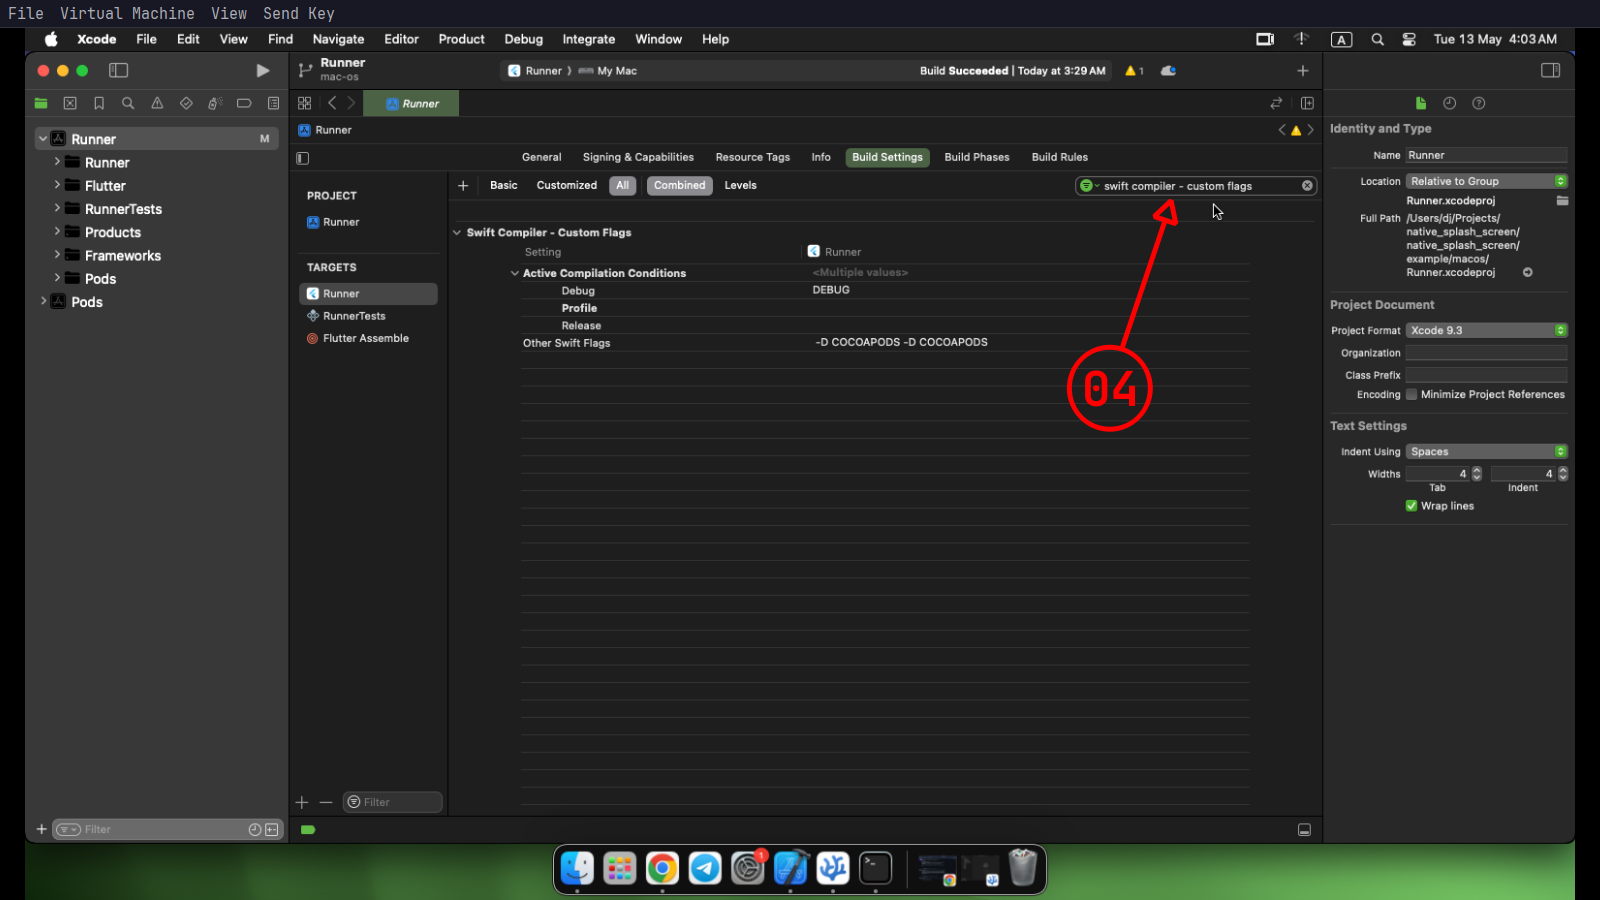 File Virtual Machine View Send Key
Xcode File Edit View Find Navigate Editor Product Debug Integrate Window Help A Tue 13 May 4:03 AM
Runner
mac-os
Runner My Mac Build Succeeded | Today at 3:29 AM 1
Runner
Runner
General Signing & Capabilities Resource Tags Info Build Settings Build Phases Build Rules
Basic Customized All Combined Levels swift compiler - custom flags
Runner M
Runner
Flutter
RunnerTests
Products
Frameworks
Pods
Pods
Filter
PROJECT
Runner
TARGETS
Runner
RunnerTests
Flutter Assemble
Filter
Swift Compiler - Custom Flags
Setting Runner
Active Compilation Conditions <Multiple values>
Debug DEBUG
Profile
Release
Other Swift Flags -D COCOAPODS -D COCOAPODS
04
Identity and Type
Name Runner
Location Relative to Group
Runner.xcodeproj
Full Path /Users/dj/Projects/
native_splash_screen/
native_splash_screen/
example/macos/
Runner.xcodeproj
Project Document
Project Format Xcode 9.3
Organization
Class Prefix
Encoding Minimize Project References
Text Settings
Indent Using Spaces
Widths 4 4
Tab Indent
Wrap lines
1